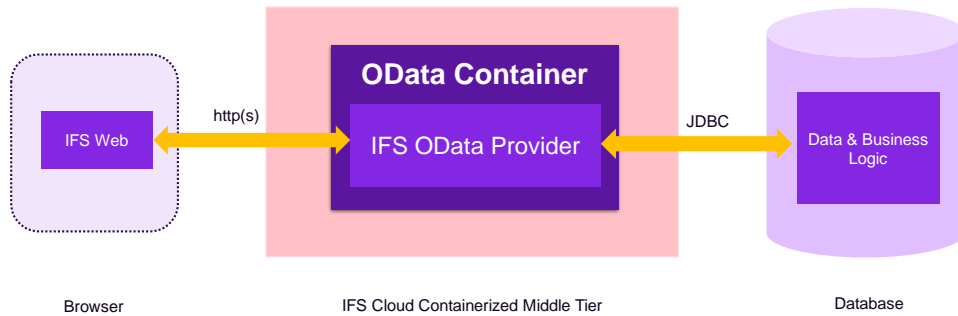 OData Container
http(s)
JDBC
IFS Web
IFS OData Provider
Data & Business
Logic
Browser
IFS Cloud Containerized Middle Tier
Database